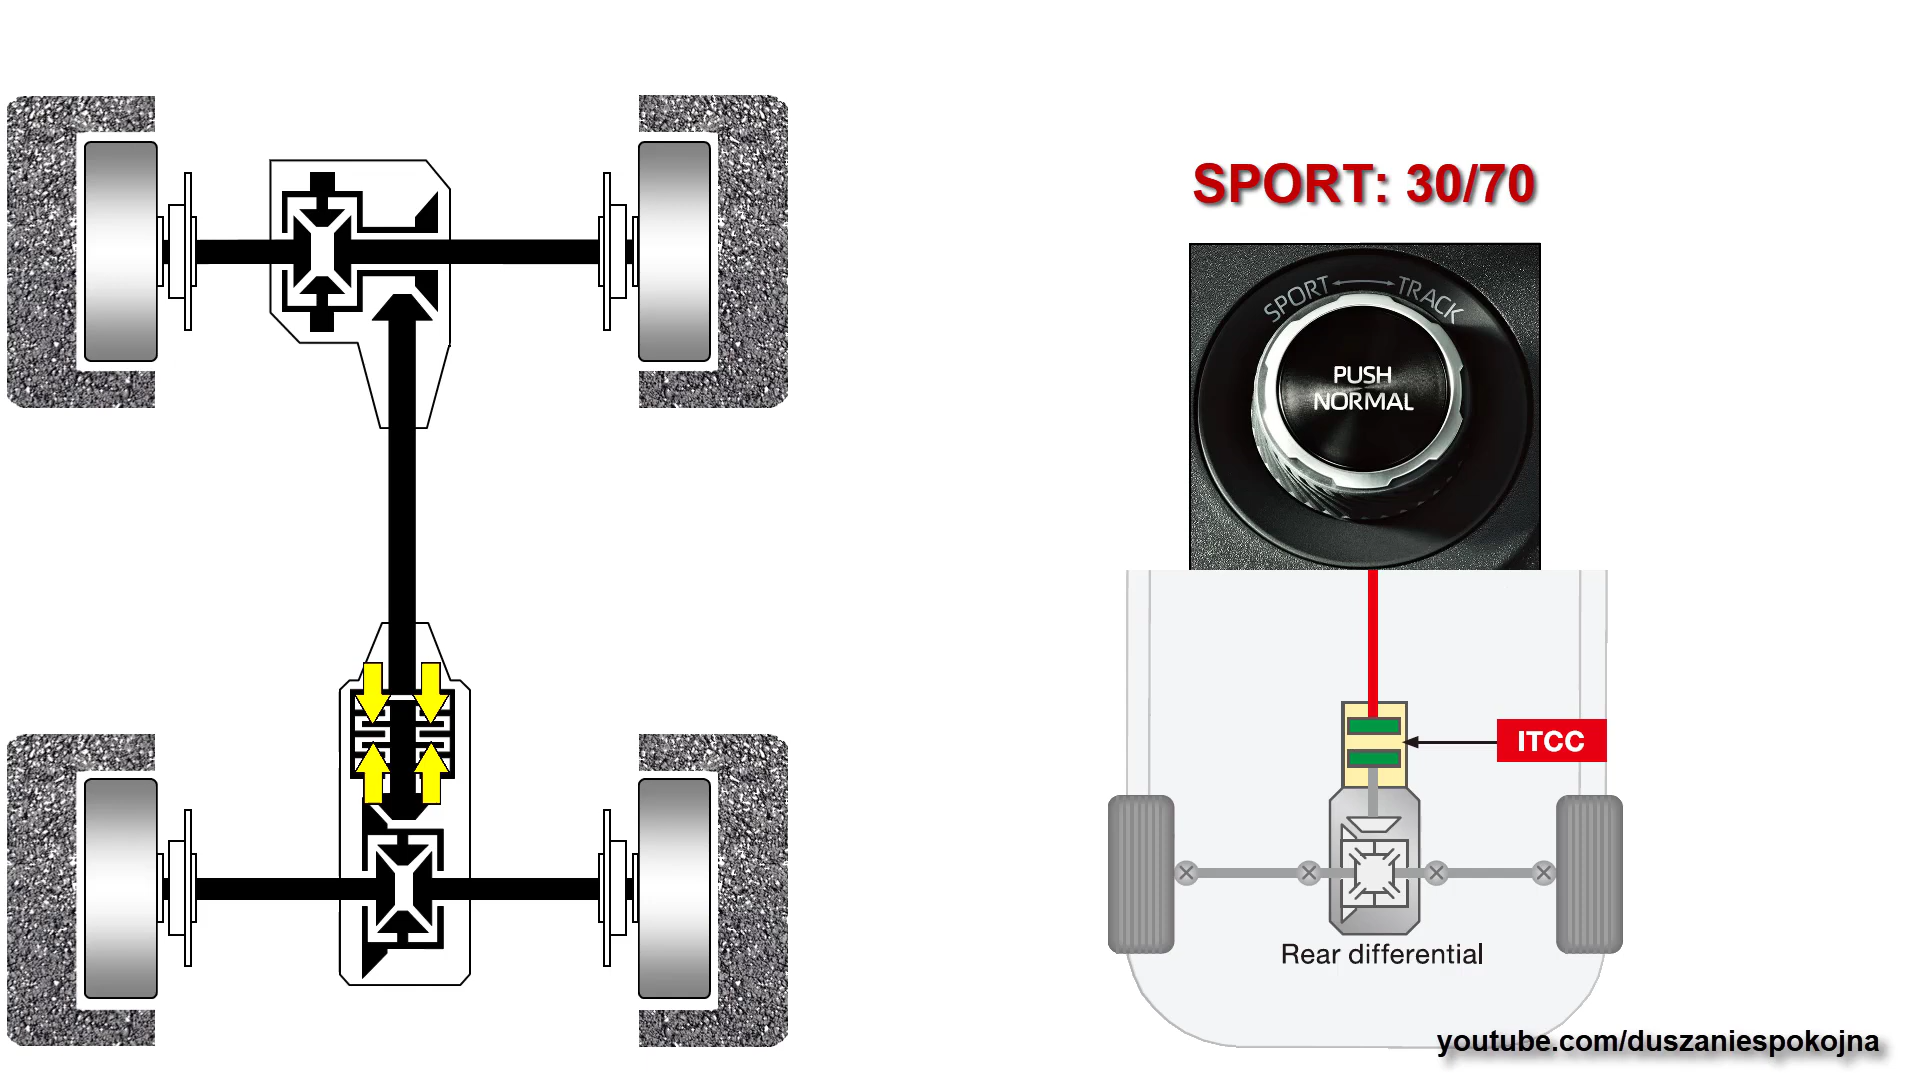 SPORT: 30/70
SPORT TRACK
PUSH
NORMAL
ITCC
Rear differential
youtube.com/duszaniespokojna